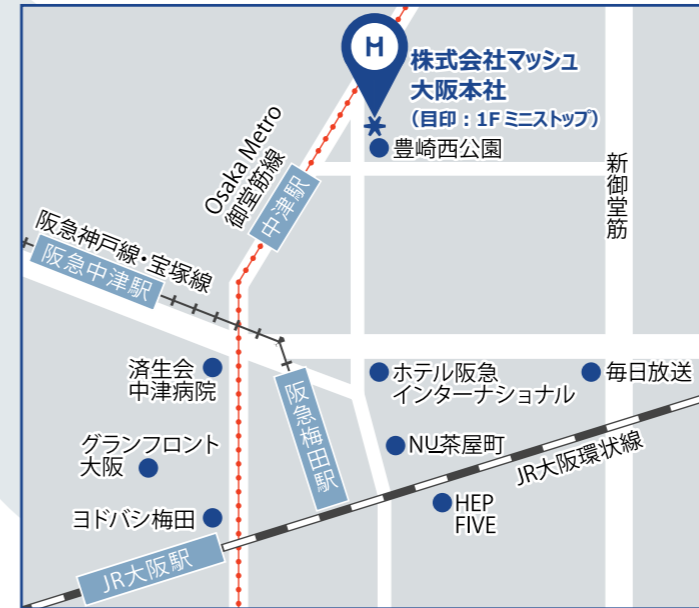 H
株式会社マッシュ
大阪本社
(目印:1F ミニストップ)
豊崎西公園
新御堂筋
Osaka Metro
御堂筋線
中津駅
阪急神戸線・宝塚線
阪急中津駅
済生会
中津病院
ホテル阪急
インターナショナル
毎日放送
阪急梅田駅
グランフロント
大阪
NU茶屋町
JR大阪環状線
ヨドバシ梅田
HEP
FIVE
JR大阪駅